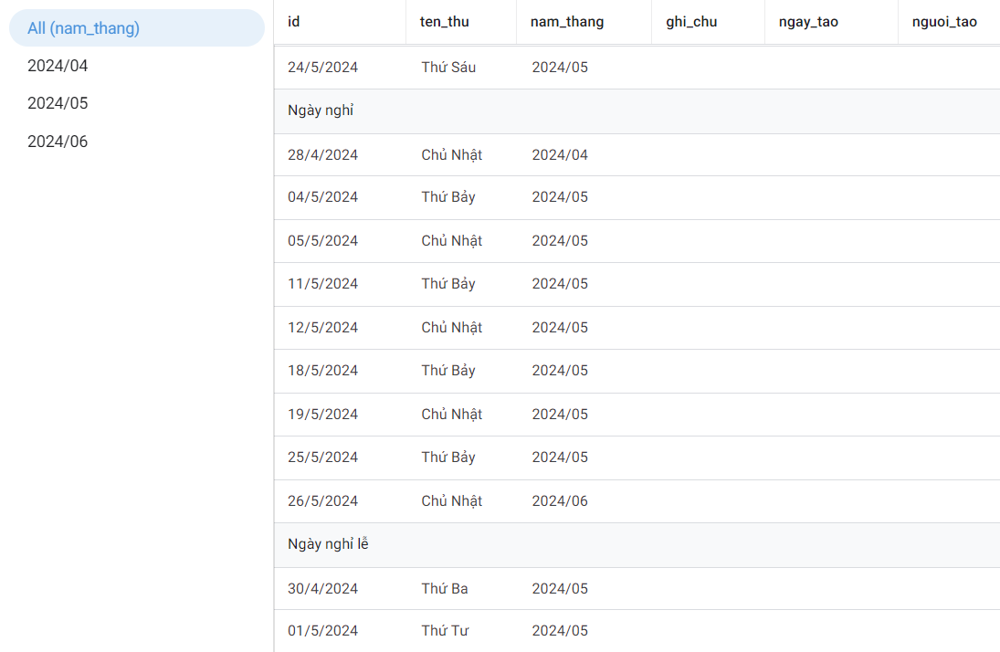 All (nam_thang)
2024/04
2024/05
2024/06
id ten_thu nam_thang ghi_chu ngay_tao nguoi_tao
24/5/2024 Thứ Sáu 2024/05
Ngày nghỉ
28/4/2024 Chủ Nhật 2024/04
04/5/2024 Thứ Bảy 2024/05
05/5/2024 Chủ Nhật 2024/05
11/5/2024 Thứ Bảy 2024/05
12/5/2024 Chủ Nhật 2024/05
18/5/2024 Thứ Bảy 2024/05
19/5/2024 Chủ Nhật 2024/05
25/5/2024 Thứ Bảy 2024/05
26/5/2024 Chủ Nhật 2024/06
Ngày nghỉ lễ
30/4/2024 Thứ Ba 2024/05
01/5/2024 Thứ Tư 2024/05